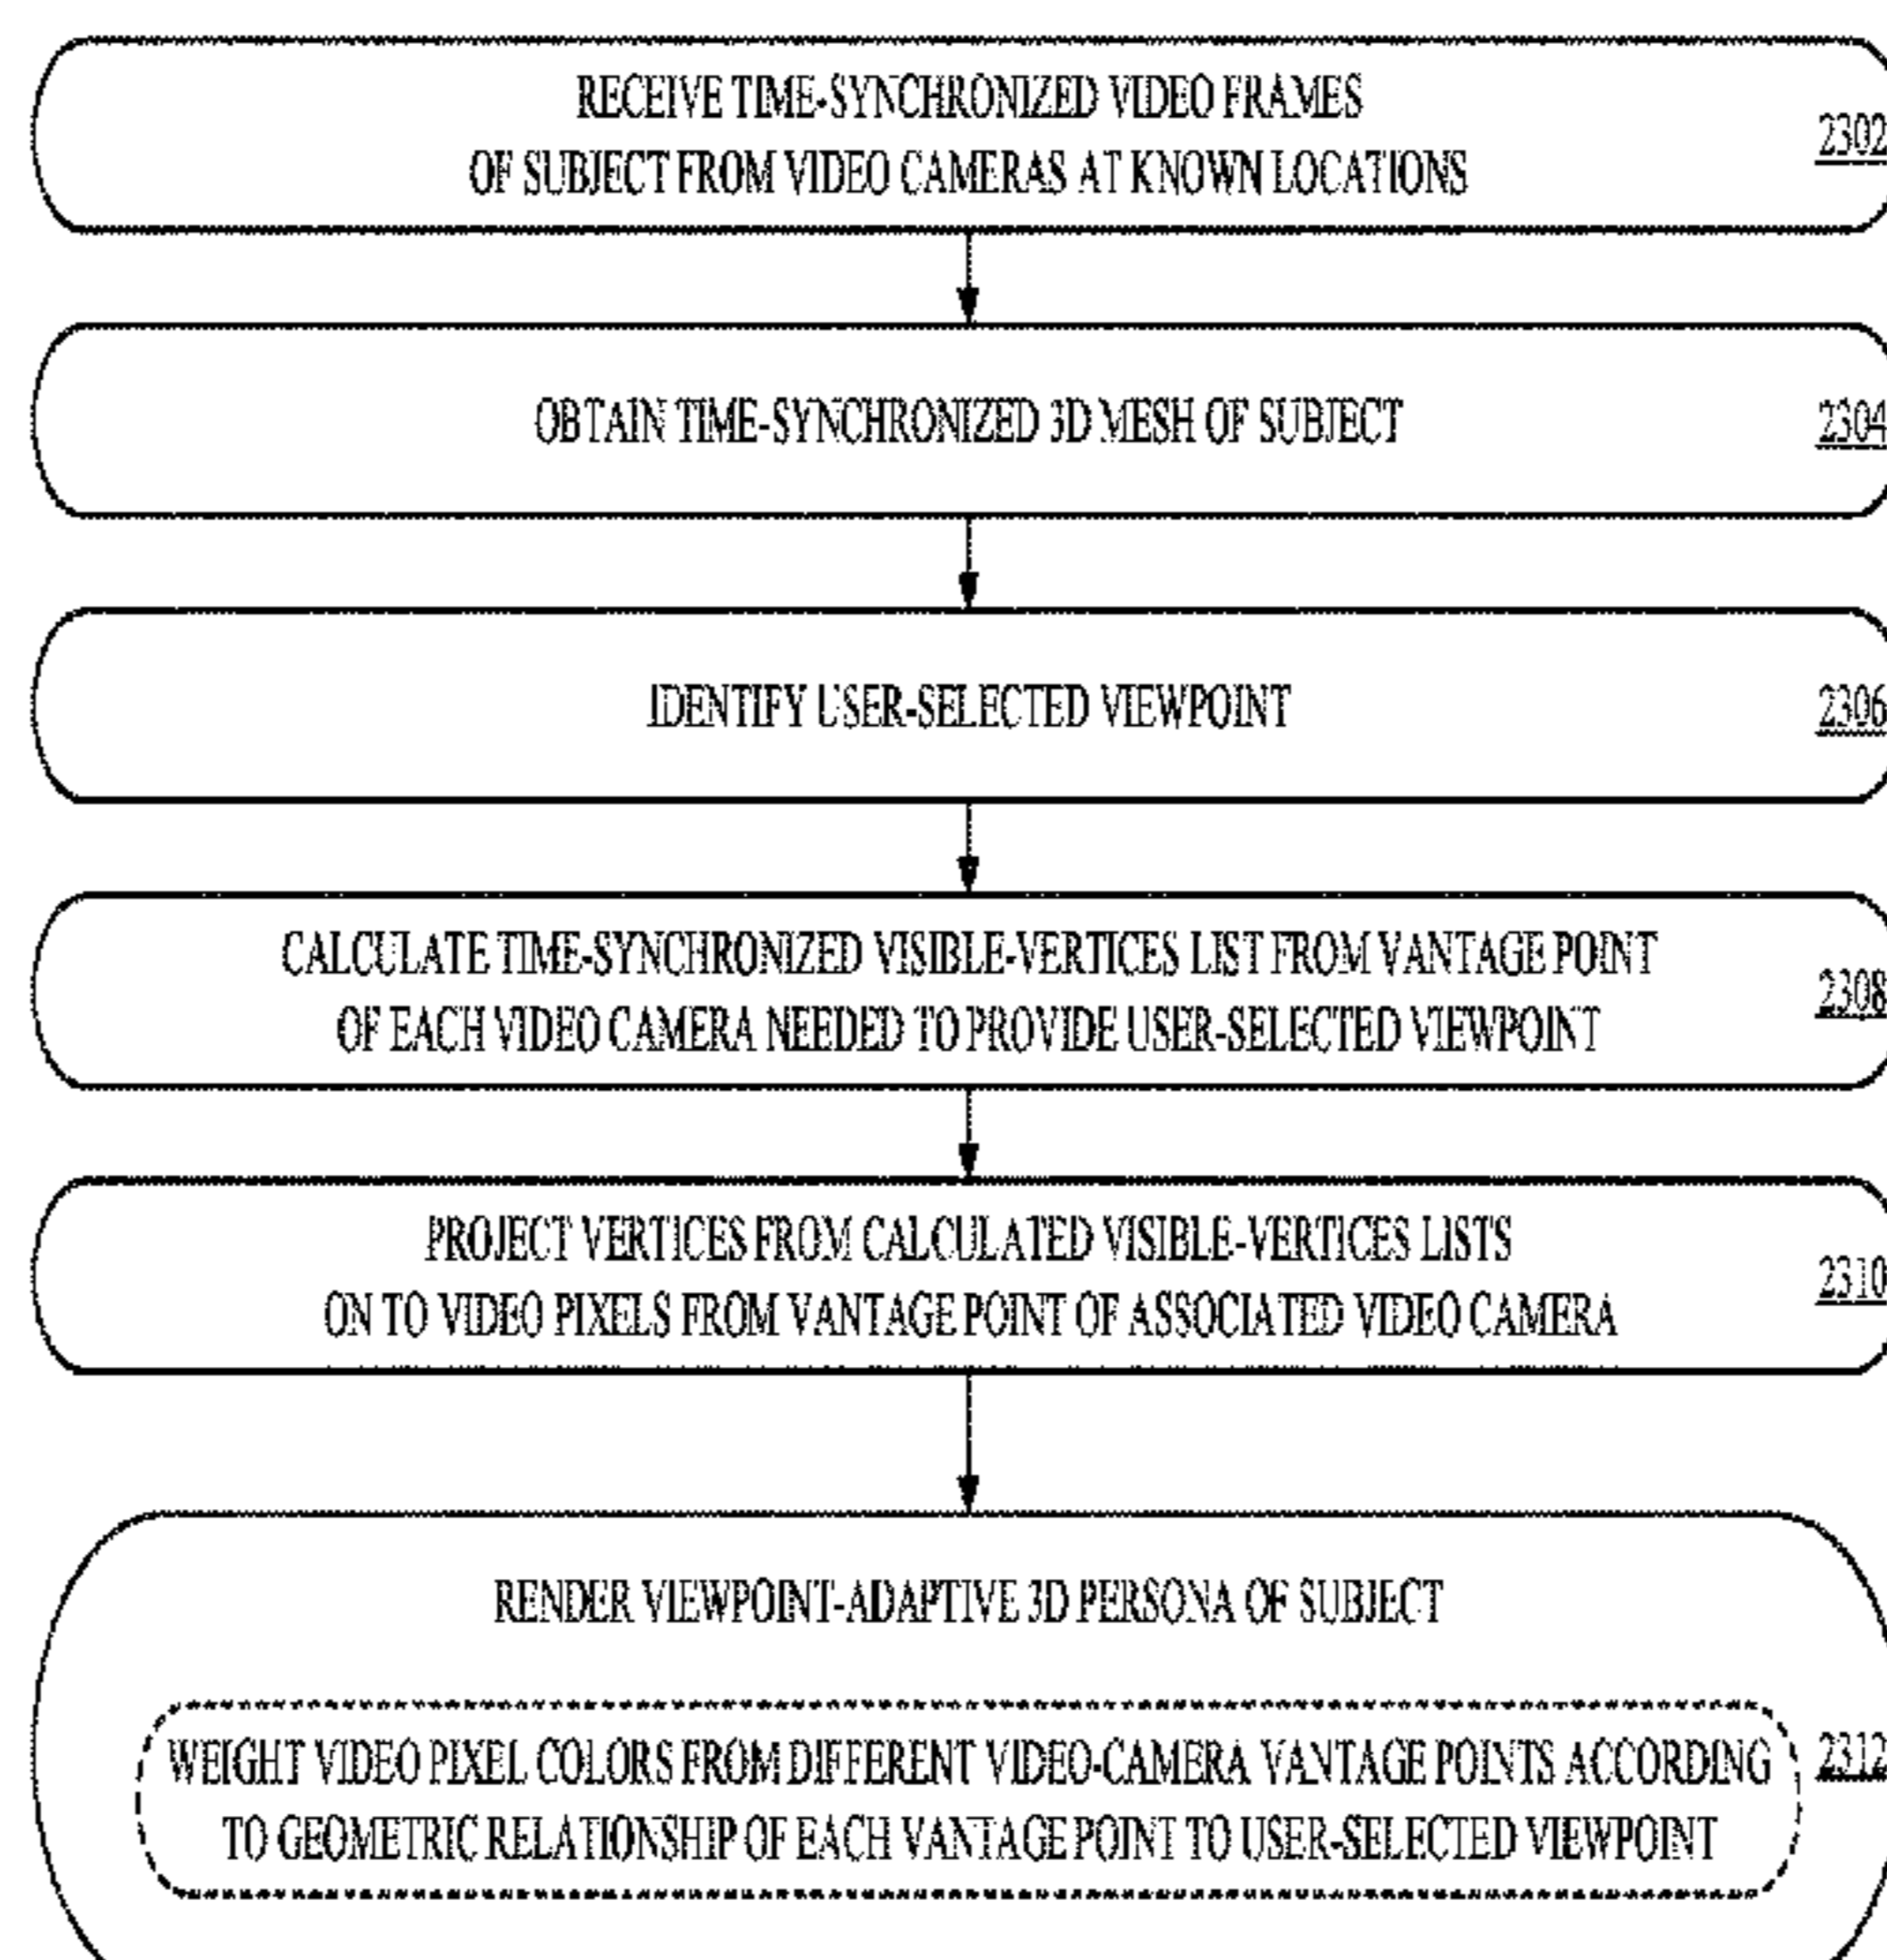 RECEIVE TIME-SYNCHRONIZED VIDEO FRAMES
OF SUBJECT FROM VIDEO CAMERAS AT KNOWN LOCATIONS
2302
OBTAIN TIME-SYNCHRONIZED 3D MESH OF SUBJECT
2304
IDENTIFY USER-SELECTED VIEWPOINT
2306
CALCULATE TIME-SYNCHRONIZED VISIBLE-VERTICES LIST FROM VANTAGE POINT
OF EACH VIDEO CAMERA NEEDED TO PROVIDE USER-SELECTED VIEWPOINT
2308
PROJECT VERTICES FROM CALCULATED VISIBLE-VERTICES LISTS
ON TO VIDEO PIXELS FROM VANTAGE POINT OF ASSOCIATED VIDEO CAMERA
2310
RENDER VIEWPOINT-ADAPTIVE 3D PERSONA OF SUBJECT
WEIGHT VIDEO PIXEL COLORS FROM DIFFERENT VIDEO-CAMERA VANTAGE POINTS ACCORDING
TO GEOMETRIC RELATIONSHIP OF EACH VANTAGE POINT TO USER-SELECTED VIEWPOINT
2312